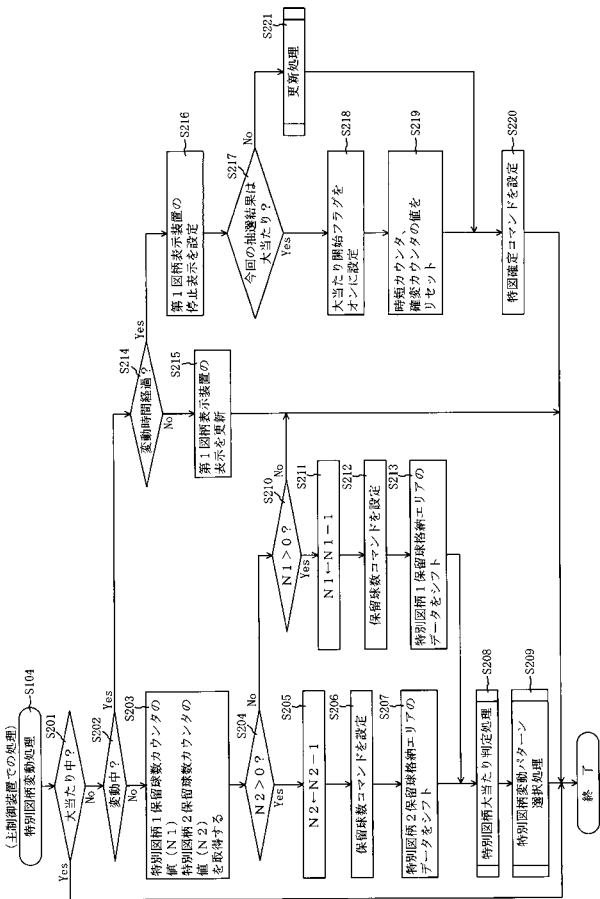 (主制御装置での処理)
特別図柄変動処理
S104
S201
大当たり中?
Yes
No
S202
変動中?
Yes
No
S203
特別図柄1保留球数カウンタの
値(N1)
特別図柄2保留球数カウンタの
値(N2)
を取得する
S204
N2>0?
No
Yes
S205
N2←N2-1
S206
保留球数コマンドを設定
S207
特別図柄2保留球格納エリアの
データをシフト
S208
特別図柄大当たり判定処理
S209
特別図柄変動パターン
選択処理
終 了
S210
N1>0?
No
Yes
S211
N1←N1-1
S212
保留球数コマンドを設定
S213
特別図柄1保留球格納エリアの
データをシフト
S214
変動時間経過?
Yes
No
S215
第1図柄表示装置の
表示を更新
S216
第1図柄表示装置の
停止表示を設定
S217
今回の抽選結果は
大当たり?
No
Yes
S218
大当たり開始フラグを
オンに設定
S219
時短カウンタ、
確変カウンタの値を
リセット
S220
特図確定コマンドを設定
S221
更新処理